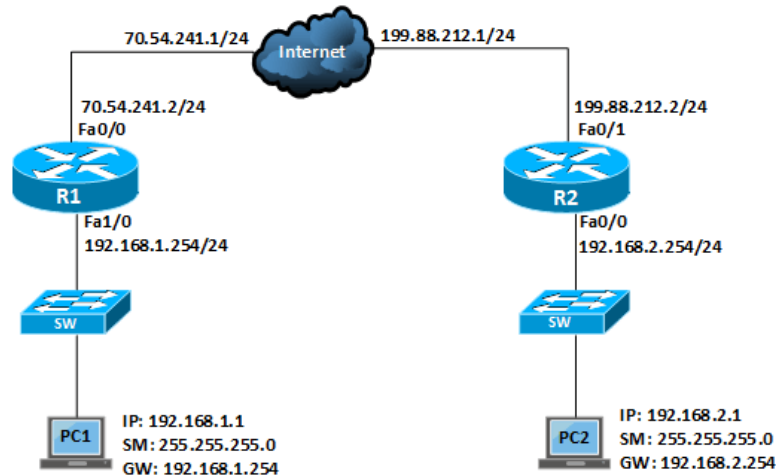 70.54.241.1/24
199.88.212.1/24
Internet
70.54.241.2/24
199.88.212.2/24
Fa0/0
Fa0/1
R1
R2
Fa1/0
Fa0/0
192.168.1.254/24
192.168.2.254/24
SW
SW
PC1
IP: 192.168.1.1
SM: 255.255.255.0
GW: 192.168.1.254
PC2
IP: 192.168.2.1
SM: 255.255.255.0
GW: 192.168.2.254